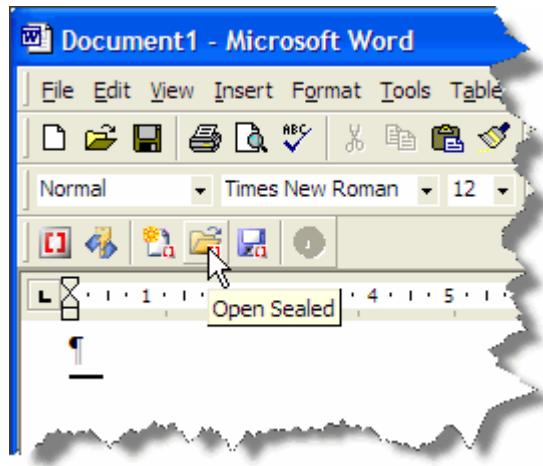 Document1 - Microsoft Word
File Edit View Insert Format Tools Table
ABC
Normal Times New Roman 12
1 4 5
Open Sealed
¶